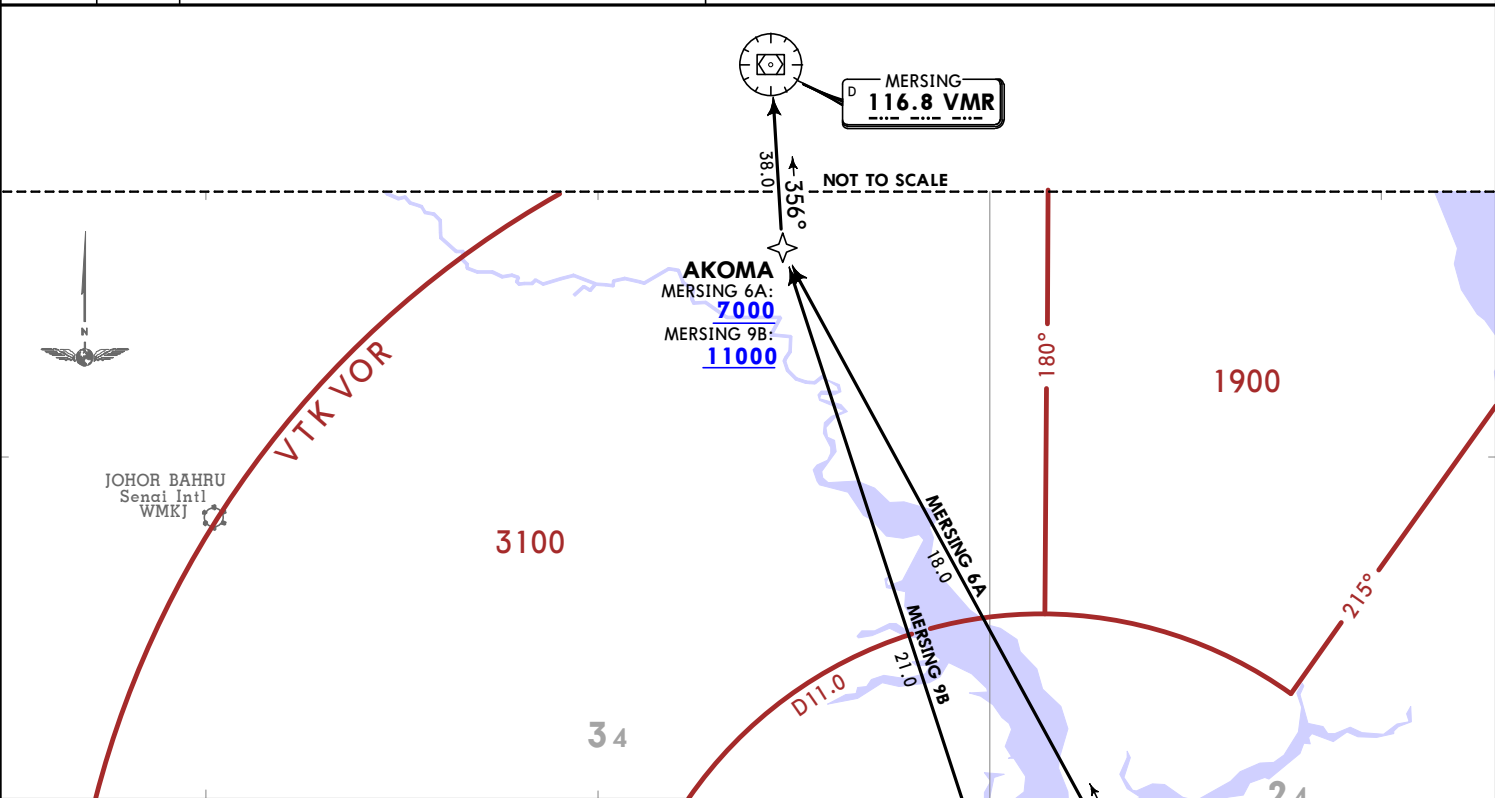 MERSING
D 116.8 VMR
38.0
356°
NOT TO SCALE
N
AKOMA
MERSING 6A:
7000
MERSING 9B:
11000
180°
1900
VTK VOR
JOHOR BAHRU
Senai Intl
WMKJ
3100
MERSING 6A
18.0
215°
MERSING 9B
21.0
D11.0
34
24